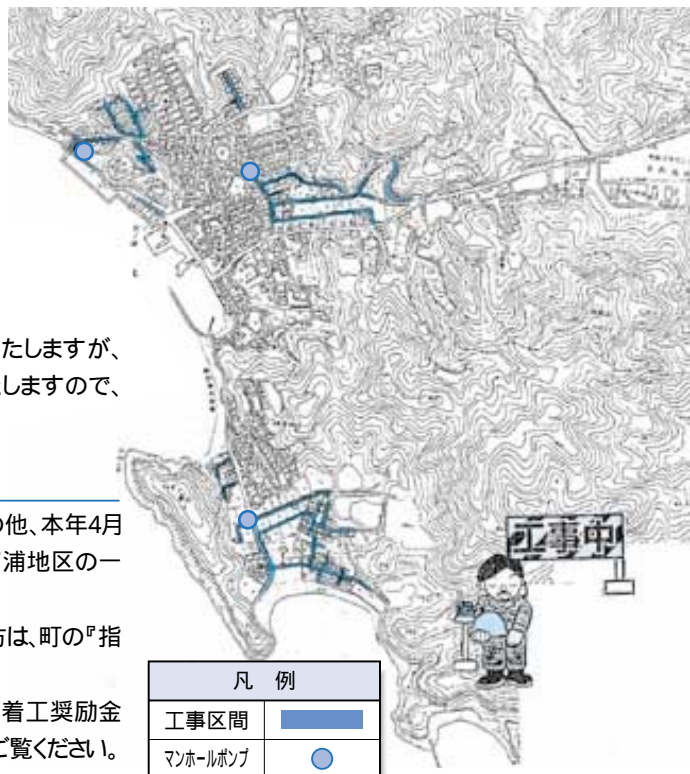 たしますが、
しますので、
の他、本年4月
浦地区の一
方は、町の『指
着工奨励金
ご覧ください。
工事中
凡 例
工事区間
マンホールポンプ